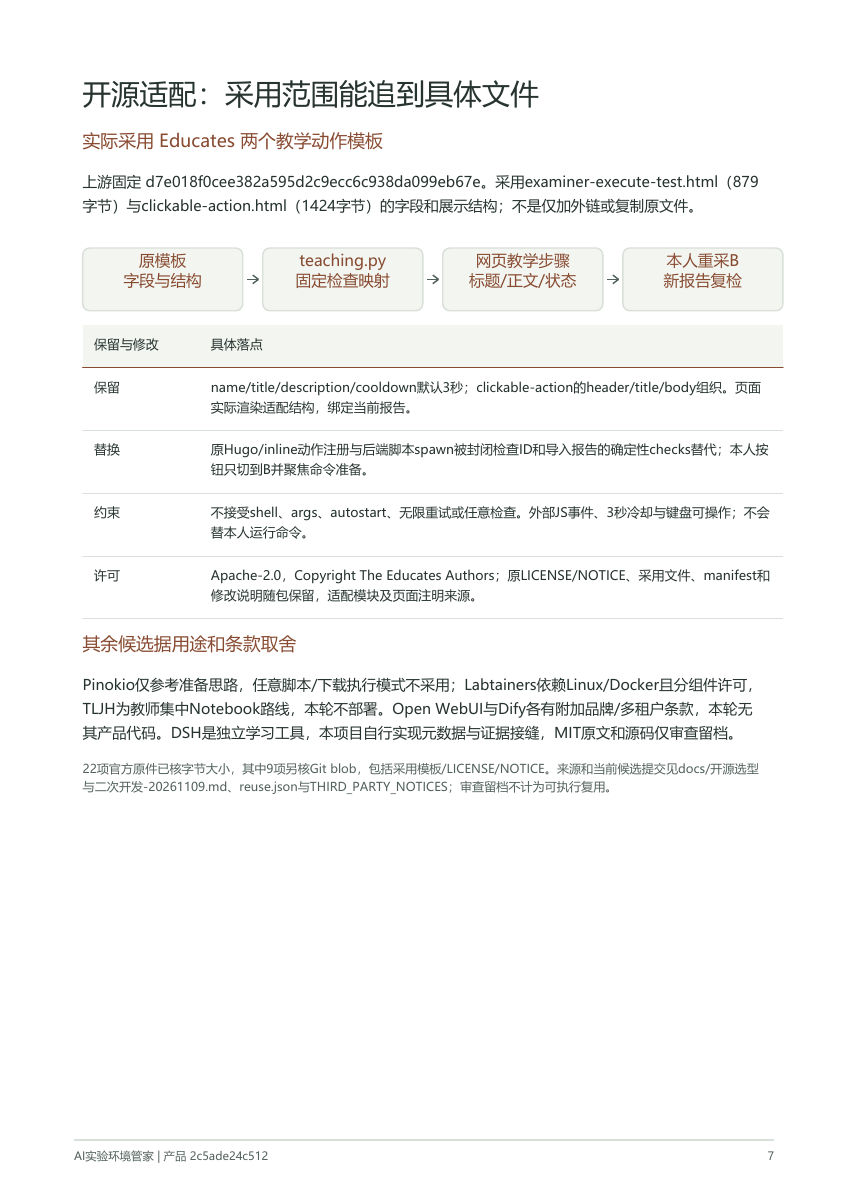 开源适配：采用范围能追到具体文件
实际采用 Educates 两个教学动作模板
上游固定 d7e018f0cee382a595d2c9ecc6c938da099eb67e。采用examiner-execute-test.html（879
字节）与clickable-action.html（1424字节）的字段和展示结构；不是仅加外链或复制原文件。
原模板
字段与结构
teaching.py
固定检查映射
网页教学步骤
标题/正文/状态
本人重采B
新报告复检
保留与修改 具体落点
保留 name/title/description/cooldown默认3秒；clickable-action的header/title/body组织。页面
实际渲染适配结构，绑定当前报告。
替换 原Hugo/inline动作注册与后端脚本spawn被封闭检查ID和导入报告的确定性checks替代；本人按
钮只切到B并聚焦命令准备。
约束 不接受shell、args、autostart、无限重试或任意检查。外部JS事件、3秒冷却与键盘可操作；不会
替本人运行命令。
许可 Apache-2.0，Copyright The Educates Authors；原LICENSE/NOTICE、采用文件、manifest和
修改说明随包保留，适配模块及页面注明来源。
其余候选据用途和条款取舍
Pinokio仅参考准备思路，任意脚本/下载执行模式不采用；Labtainers依赖Linux/Docker且分组件许可，
TLJH为教师集中Notebook路线，本轮不部署。Open WebUI与Dify各有附加品牌/多租户条款，本轮无
其产品代码。DSH是独立学习工具，本项目自行实现元数据与证据接缝，MIT原文和源码仅审查留档。
22项官方原件已核字节大小，其中9项另核Git blob，包括采用模板/LICENSE/NOTICE。来源和当前候选提交见docs/开源选型
与二次开发-20261109.md、reuse.json与THIRD_PARTY_NOTICES；审查留档不计为可执行复用。
AI实验环境管家 | 产品 2c5ade24c512 7